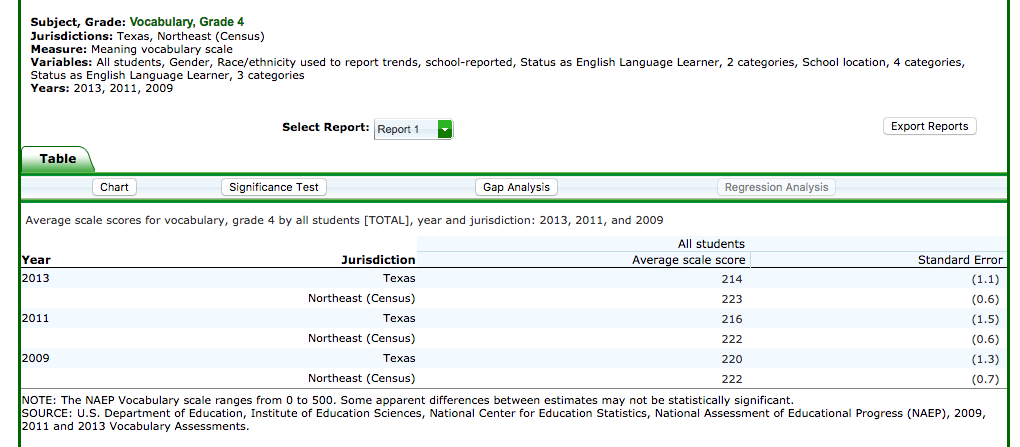 Subject, Grade: Vocabulary, Grade 4
Jurisdictions: Texas, Northeast (Census)
Measure: Meaning vocabulary scale
Variables: All students, Gender, Race/ethnicity used to report trends, school-reported, Status as English Language Learner, 2 categories, School location, 4 categories,
Status as English Language Learner, 3 categories
Years: 2013, 2011, 2009
Select Report: Report 1 Export Reports
Table
Chart Significance Test Gap Analysis Regression Analysis
Average scale scores for vocabulary, grade 4 by all students [TOTAL], year and jurisdiction: 2013, 2011, and 2009
All students
Year Jurisdiction Average scale score Standard Error
2013 Texas 214 (1.1)
Northeast (Census) 223 (0.6)
2011 Texas 216 (1.5)
Northeast (Census) 222 (0.6)
2009 Texas 220 (1.3)
Northeast (Census) 222 (0.7)
NOTE: The NAEP Vocabulary scale ranges from 0 to 500. Some apparent differences between estimates may not be statistically significant.
SOURCE: U.S. Department of Education, Institute of Education Sciences, National Center for Education Statistics, National Assessment of Educational Progress (NAEP), 2009,
2011 and 2013 Vocabulary Assessments.